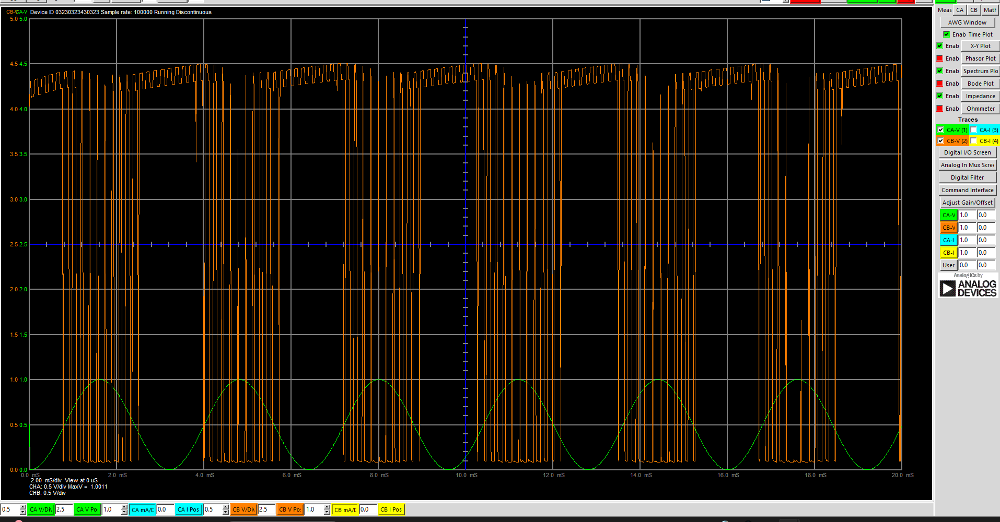 CB-V CA-V Device ID 03230323430323 Sample rate: 100000 Running Discontinuous
5.0 5.0
4.5 4.5
4.0 4.0
3.5 3.5
3.0 3.0
2.5 2.5
2.0 2.0
1.5 1.5
1.0 1.0
0.5 0.5
0.0 0.0
0.0 mS 2.0 mS 4.0 mS 6.0 mS 8.0 mS 10.0 mS 12.0 mS 14.0 mS 16.0 mS 18.0 mS 20.0 mS
2.00 mS/div View at 0 uS
CHA: 0.5 V/div MaxV = 1.0011
CHB: 0.5 V/div
0.5 CA V/Div 2.5 CA V Pos 1.0 CA mA/D 0.0 CA I Pos 0.5 CB V/Div 2.5 CB V Pos 1.0 CB mA/D 0.0 CB I Pos
Meas CA CB Math
AWG Window
Enab Time Plot
Enab X-Y Plot
Enab Phasor Plot
Enab Spectrum Plo
Enab Bode Plot
Enab Impedance
Enab Ohmmeter
Traces
CA-V (1) CA-I (3)
CB-V (2) CB-I (4)
Digital I/O Screen
Analog In Mux Scree
Digital Filter
Command Interface
Adjust Gain/Offset
CA-V 1.0 0.0
CB-V 1.0 0.0
CA-I 1.0 0.0
CB-I 1.0 0.0
User 0.0 0.0
Analog ICs by
ANALOG
DEVICES